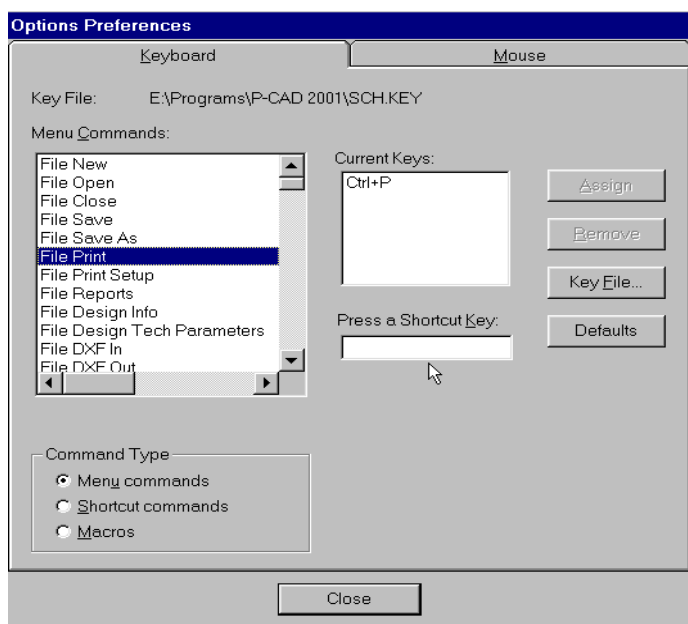 Options Preferences
Keyboard
Mouse
Key File: E:\Programs\P-CAD 2001\SCH.KEY
Menu Commands:
File New
File Open
File Close
File Save
File Save As
File Print
File Print Setup
File Reports
File Design Info
File Design Tech Parameters
File DXF In
File DXF Out
Current Keys:
Ctrl+P
Press a Shortcut Key:
Assign
Remove
Key File...
Defaults
Command Type
Menu commands
Shortcut commands
Macros
Close